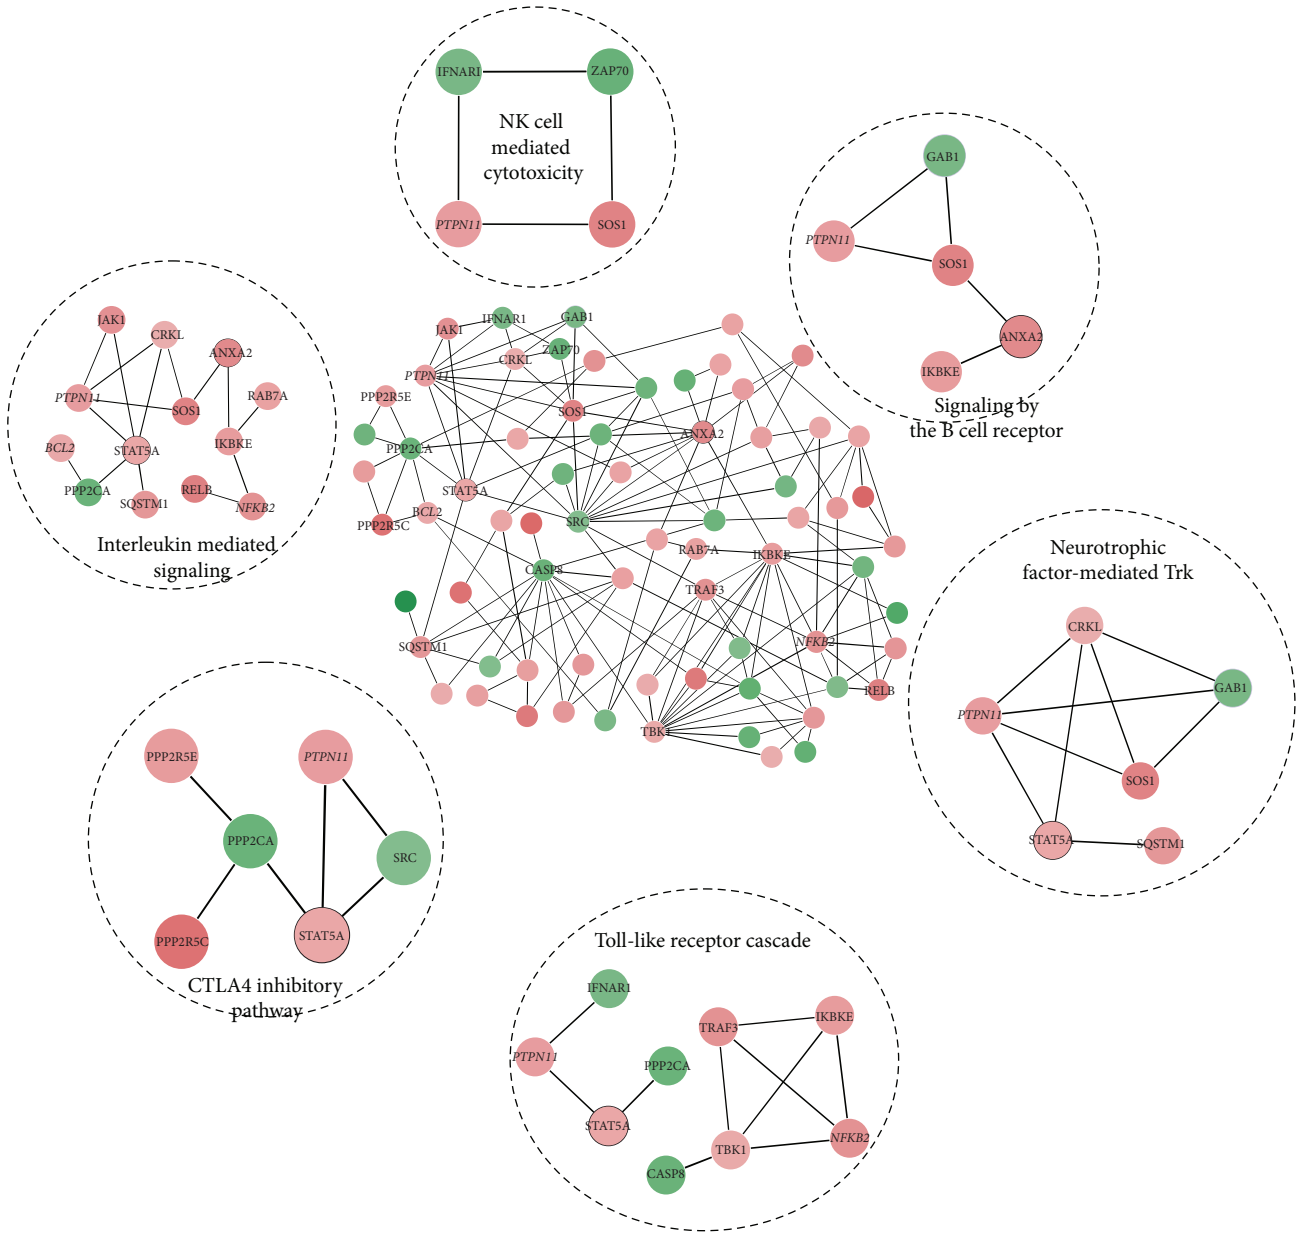 IFNARI
ZAP70
NK cell
mediated
cytotoxicity
PTPN11
SOS1
GAB1
PTPN11
SOS1
ANXA2
IKBKE
Signaling by
the B cell receptor
JAK1
CRKL
ANXA2
PTPN11
SOS1
RAB7A
BCL2
STAT5A
IKBKE
PPP2CA
SQSTM1
RELB
NFKB2
Interleukin mediated
signaling
JAK1
IFNAR1
GAB1
CRKL
ZAP70
PTPN11
PPP2R5E
SOS1
ANXA2
PPP2CA
STAT5A
PPP2R5C
BCL2
SRC
RAB7A
IKBKE
CASP8
TRAF3
SQSTM1
NFKB2
RELB
TBK
Neurotrophic
factor-mediated Trk
CRKL
GAB1
PTPN11
SOS1
STAT5A
SQSTM1
PPP2R5E
PTPN11
PPP2CA
SRC
PPP2R5C
STAT5A
CTLA4 inhibitory
pathway
Toll-like receptor cascade
IFNAR1
TRAF3
IKBKE
PTPN11
PPP2CA
STAT5A
TBK1
NFKB2
CASP8